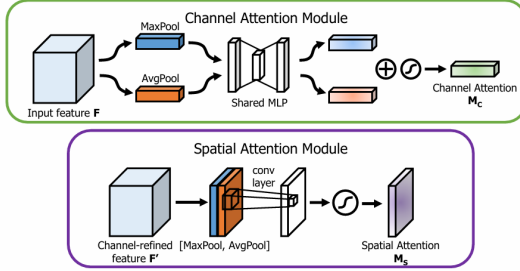 Channel Attention Module
MaxPool
AvgPool
Input feature F
Shared MLP
Channel Attention
M_C
Spatial Attention Module
conv
layer
Channel-refined
feature F'
[MaxPool, AvgPool]
Spatial Attention
M_S